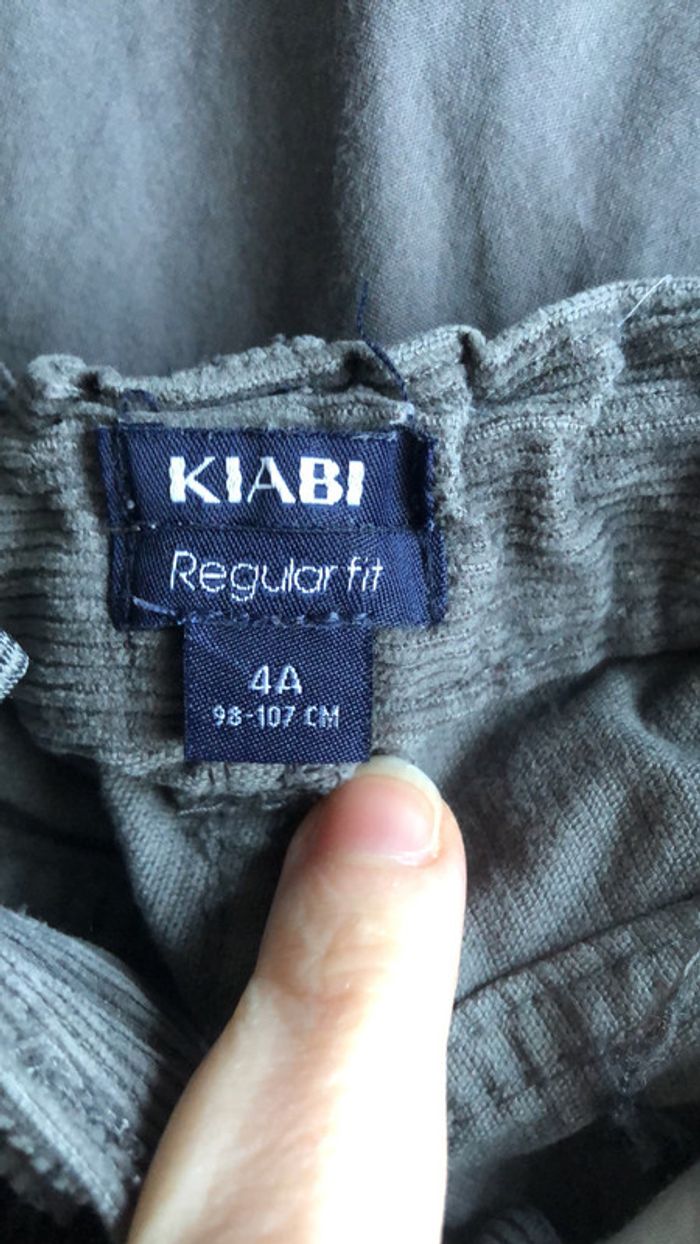 KIABI
Regular fit
4A
98-107 CM